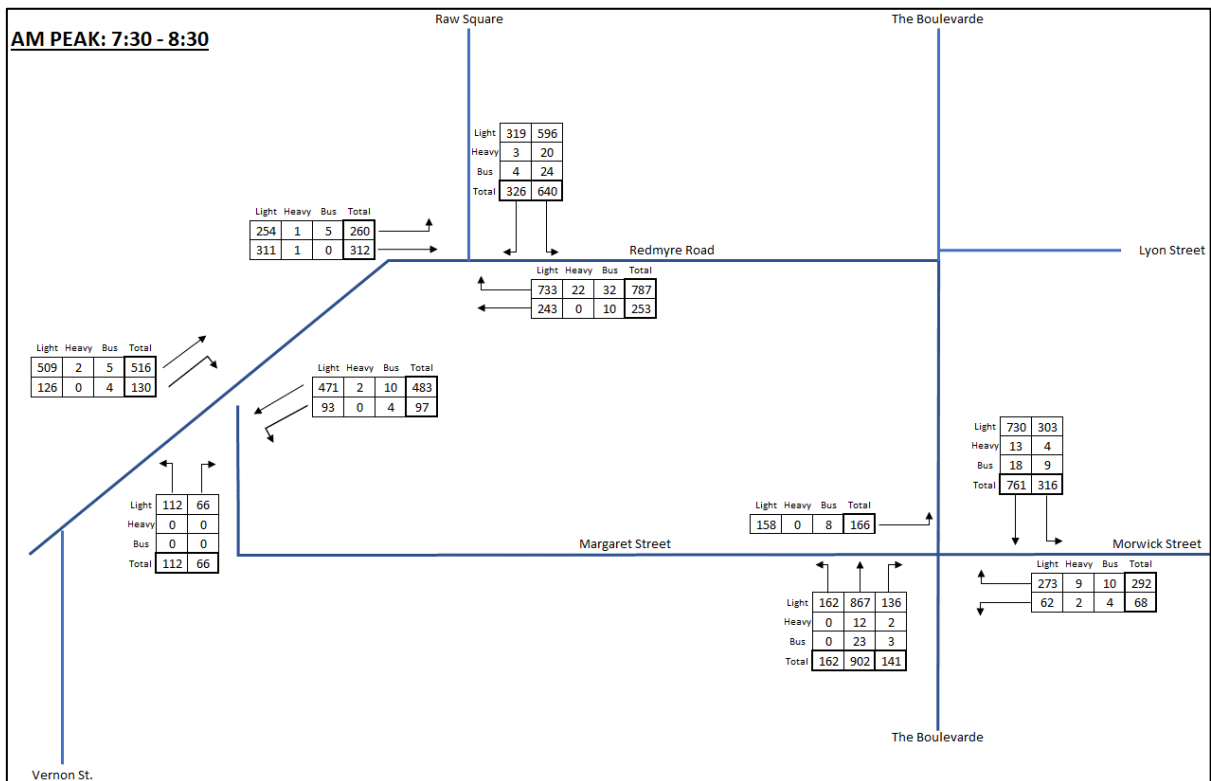 Raw Square
The Boulevarde
AM PEAK: 7:30 - 8:30
Light 319 596
Heavy 3 20
Bus 4 24
Total 326 640
Light Heavy Bus Total
254 1 5 260
311 1 0 312
Redmyre Road
Lyon Street
Light Heavy Bus Total
733 22 32 787
243 0 10 253
Light Heavy Bus Total
509 2 5 516
126 0 4 130
Light Heavy Bus Total
471 2 10 483
93 0 4 97
Light 730 303
Heavy 13 4
Bus 18 9
Total 761 316
Light 112 66
Heavy 0 0
Bus 0 0
Total 112 66
Light Heavy Bus Total
158 0 8 166
Margaret Street
Morwick Street
Light Heavy Bus Total
273 9 10 292
62 2 4 68
Light 162 867 136
Heavy 0 12 2
Bus 0 23 3
Total 162 902 141
The Boulevarde
Vernon St.